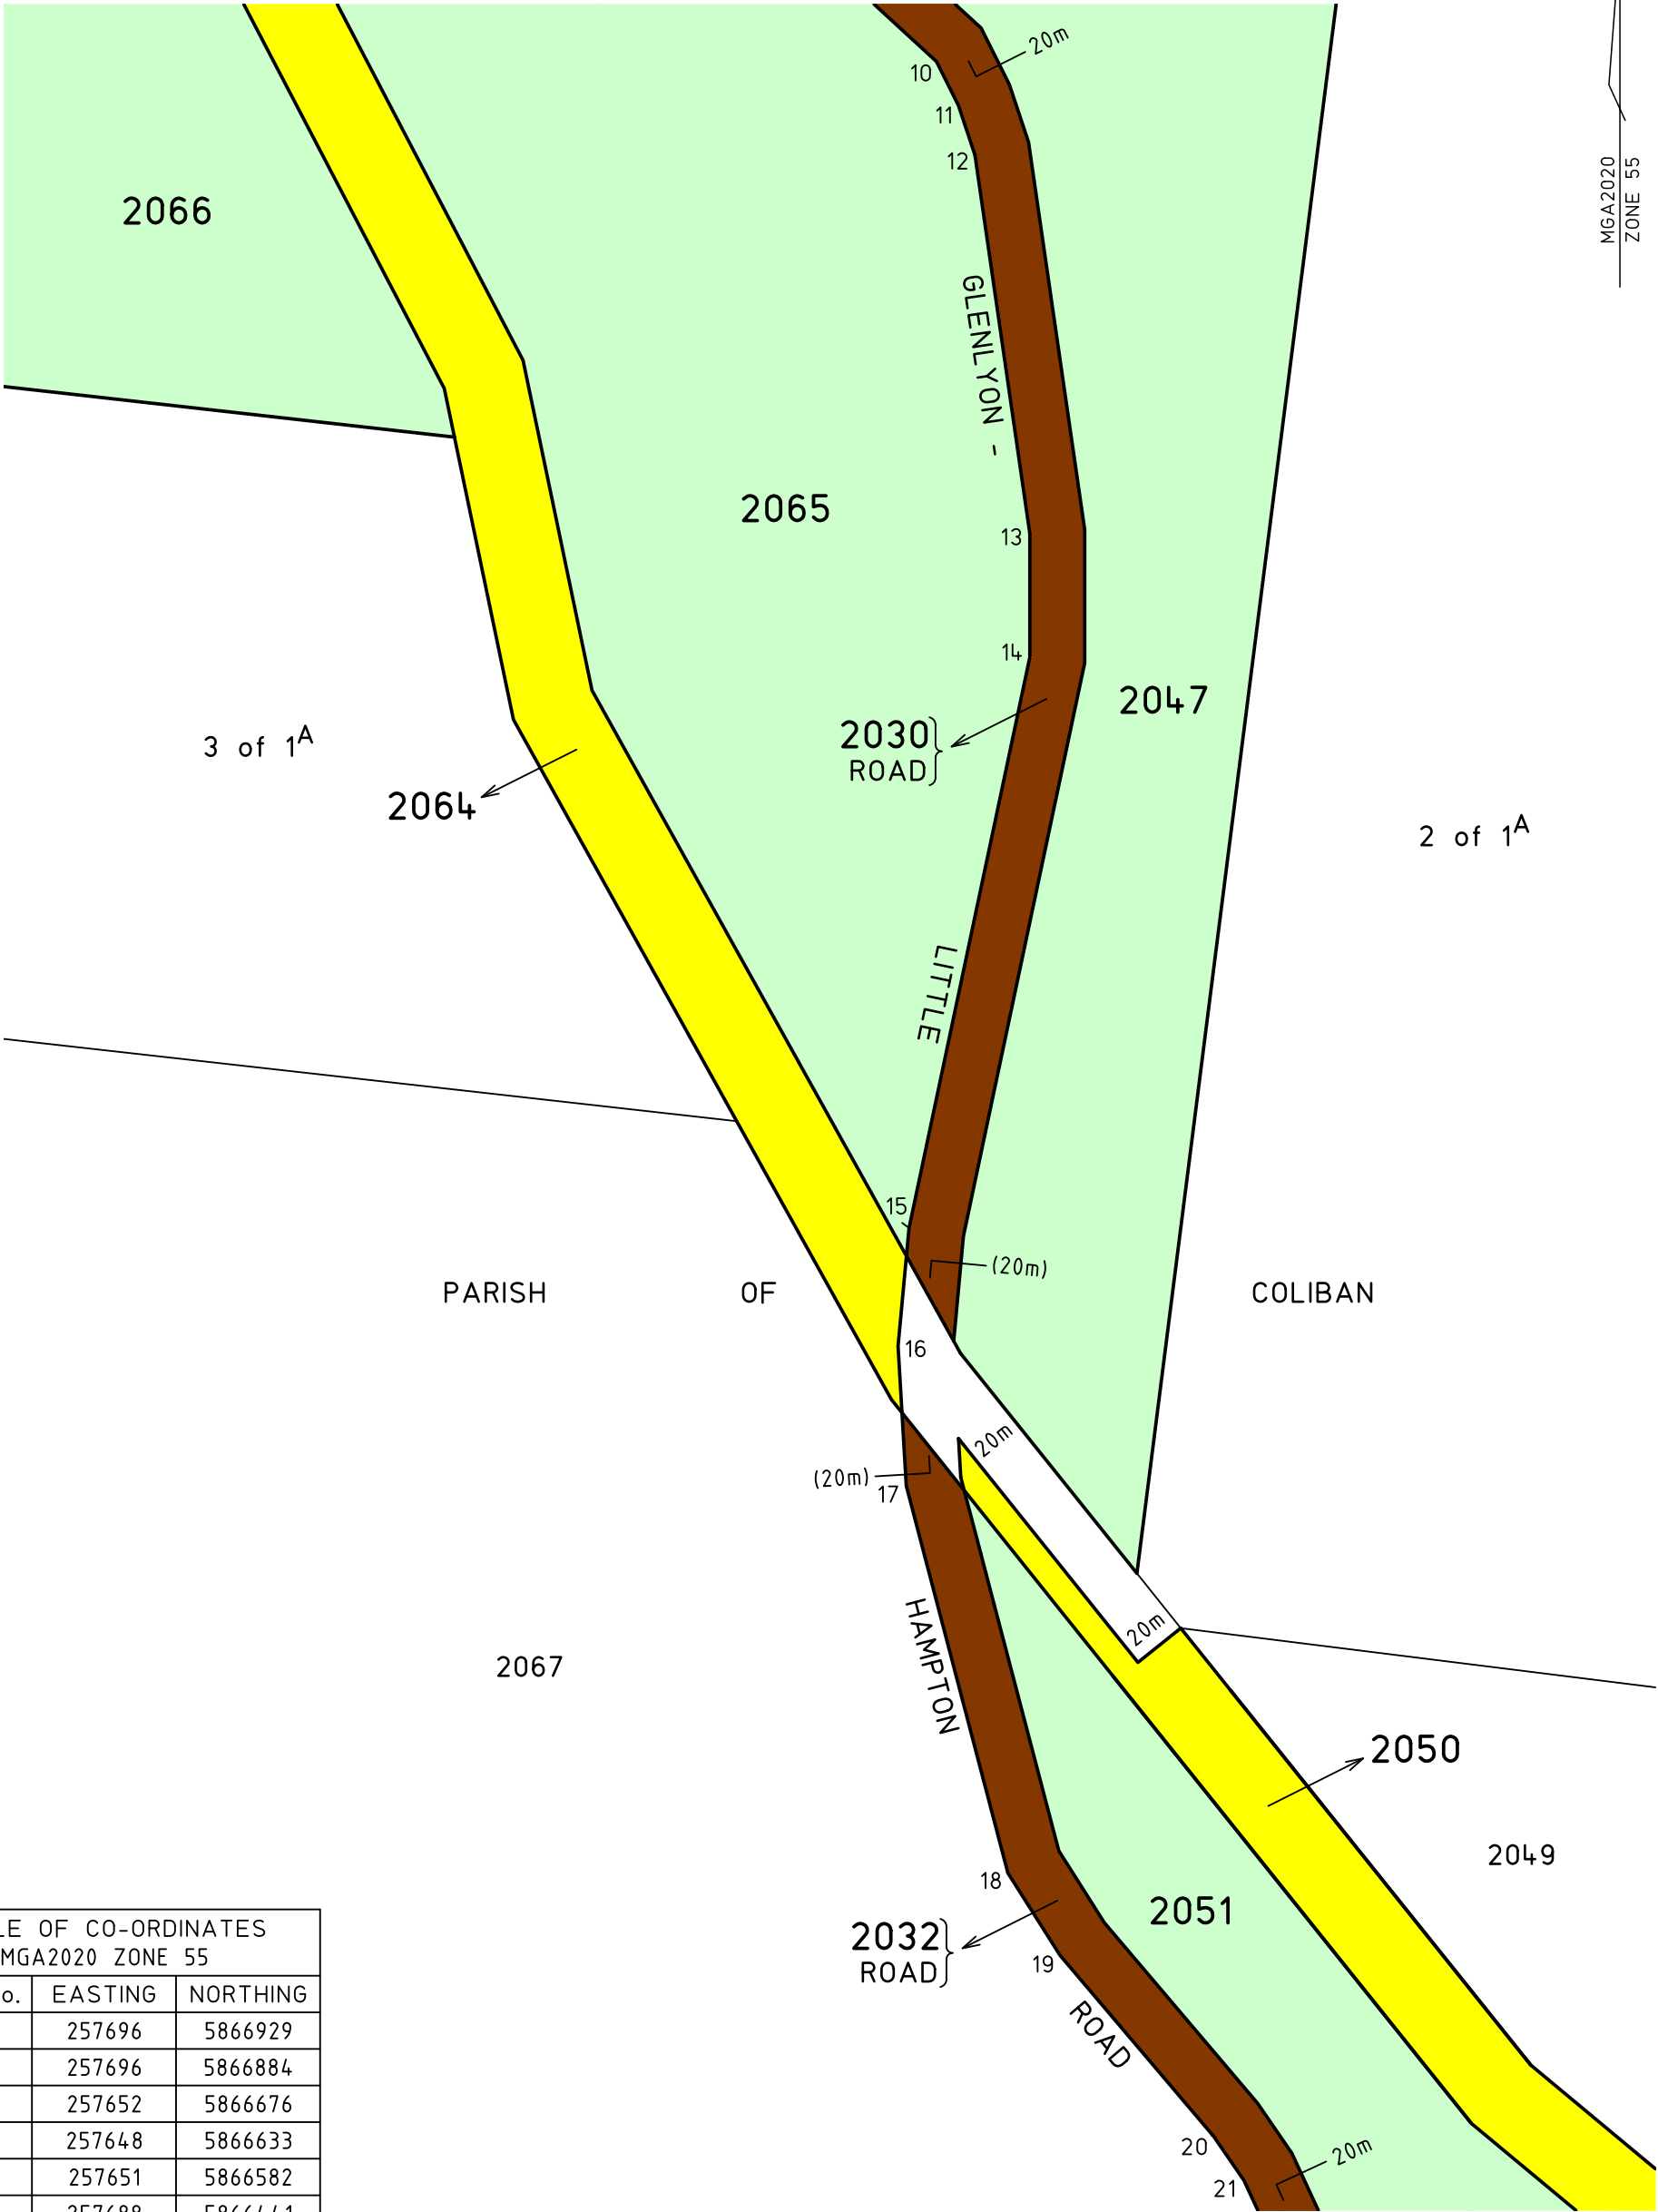 20m
10
11
12
MGA2020
ZONE 55
2066
GLENLYON -
2065
13
14
2047
2030
ROAD
3 of 1A
2064
2 of 1A
LITTLE
15
(20m)
PARISH OF COLIBAN
16
20m
(20m)
17
20m
HAMPTON
2067
2050
2049
18
2051
2032
ROAD
19
ROAD
20
20m
21
LE OF CO-ORDINATES
MGA2020 ZONE 55
o. EASTING NORTHING
257696 5866929
257696 5866884
257652 5866676
257648 5866633
257651 5866582